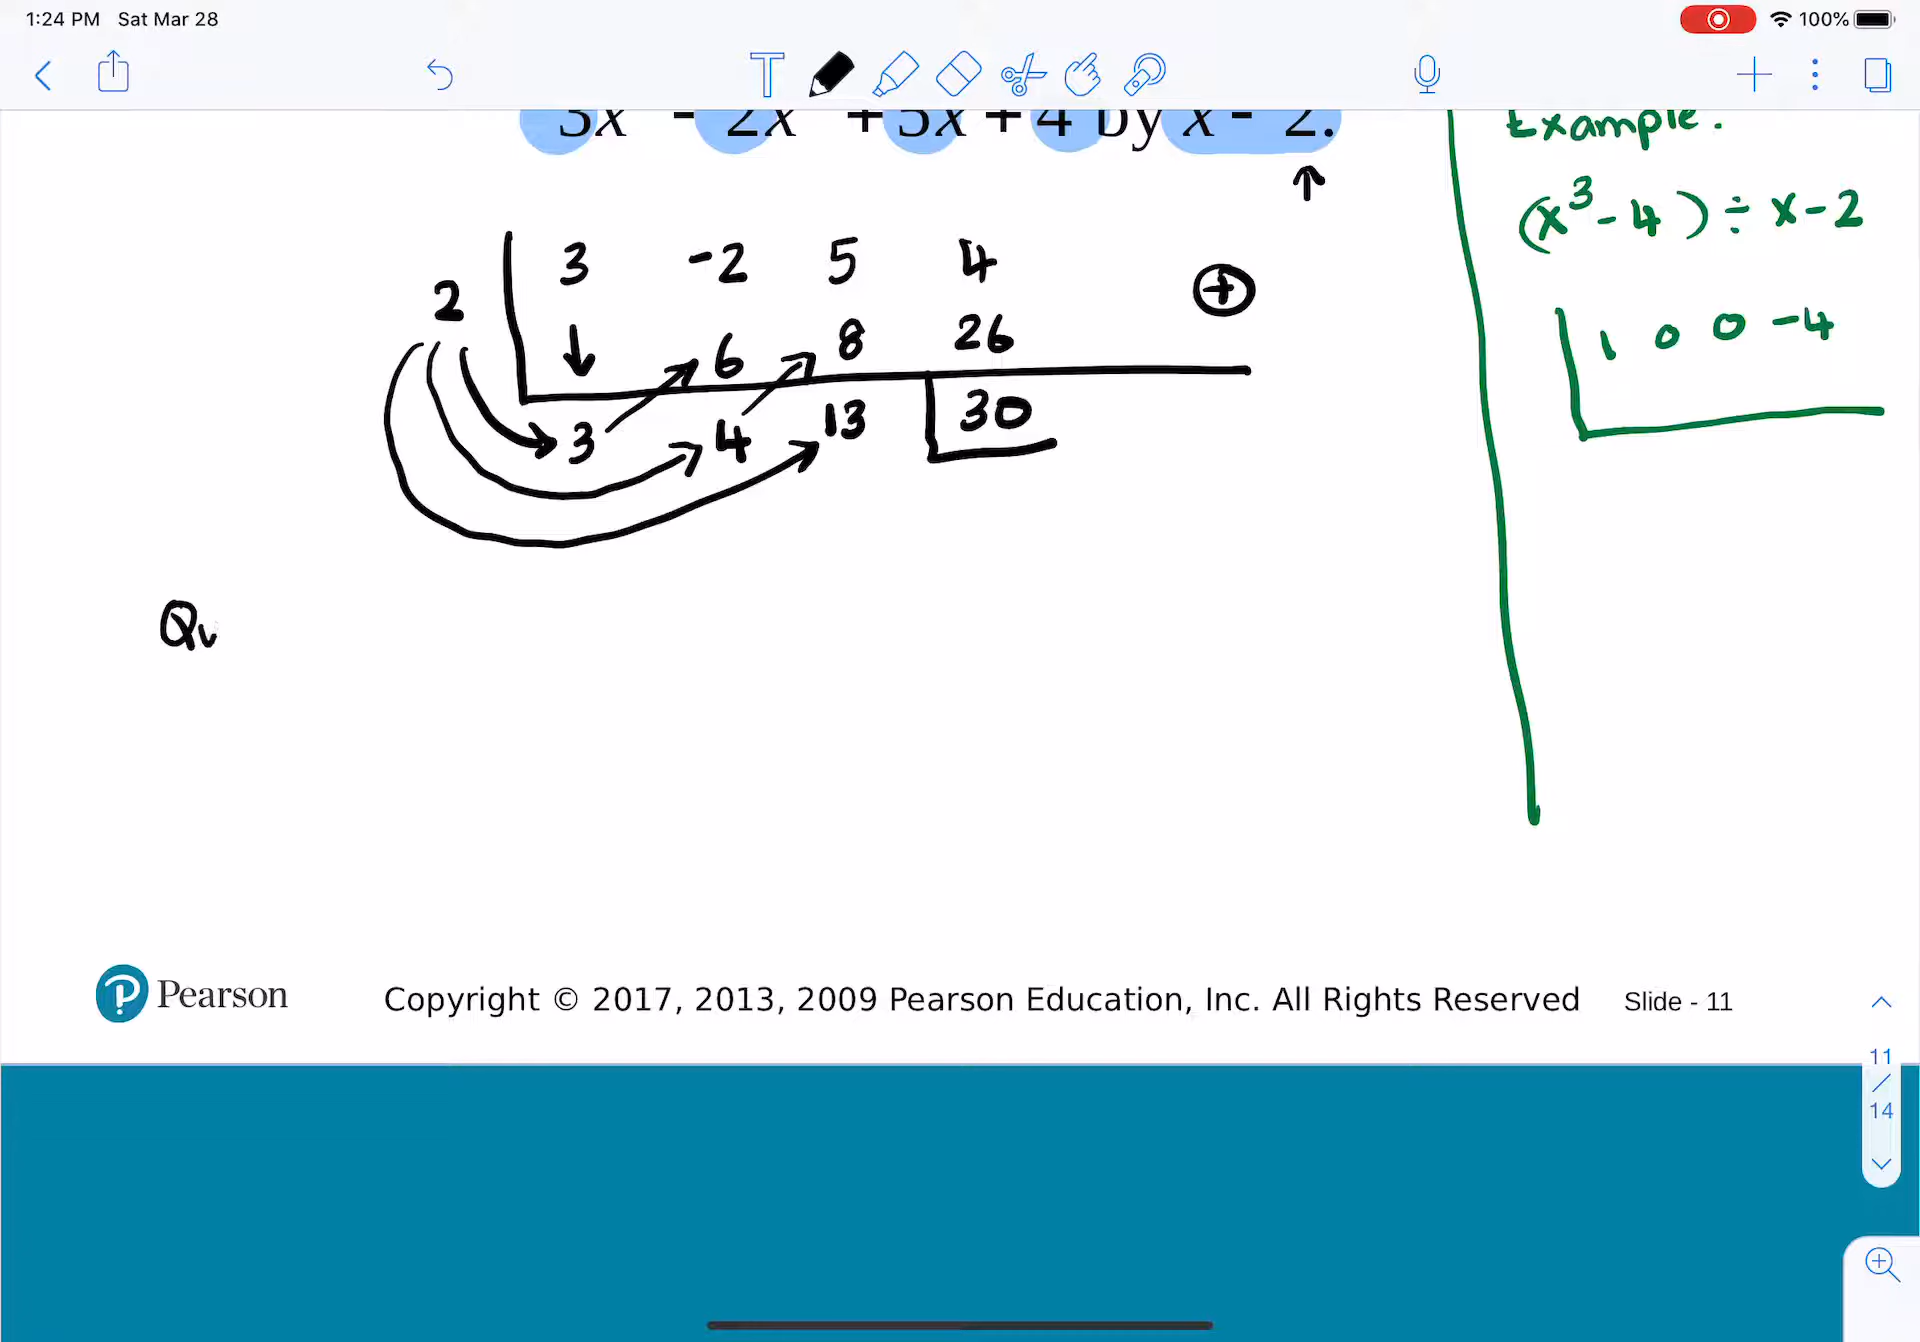 1:24 PM Sat Mar 28
100%
3x - 2x + 5x + 4 by x - 2.
3 -2 5 4
2
6 8 26
3 4 13 30
Qu
Example:
(x³-4) ÷ x-2
1 0 0 -4
Pearson
Copyright © 2017, 2013, 2009 Pearson Education, Inc. All Rights Reserved
Slide - 11
11
/
14